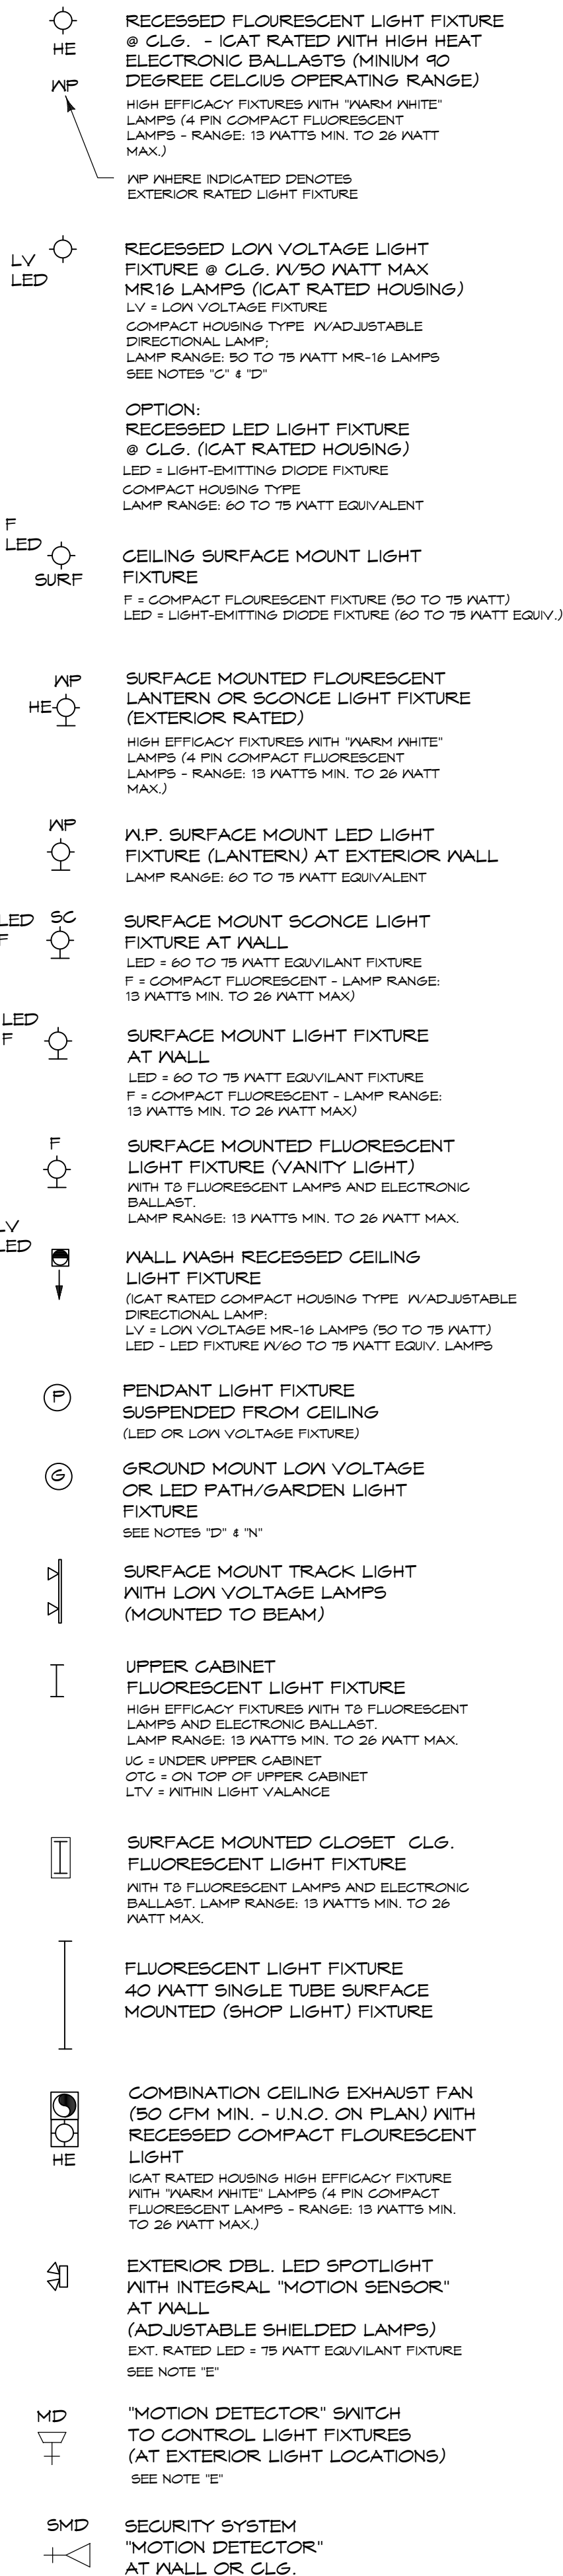 RECESSED FLOURESCENT LIGHT FIXTURE
@ CLG. - ICAT RATED WITH HIGH HEAT
HE
ELECTRONIC BALLASTS (MINIUM 90
DEGREE CELCIUS OPERATING RANGE)
WP
HIGH EFFICACY FIXTURES WITH "WARM WHITE"
LAMPS (4 PIN COMPACT FLUORESCENT
LAMPS - RANGE: 13 WATTS MIN. TO 26 WATT
MAX.)
WP WHERE INDICATED DENOTES
EXTERIOR RATED LIGHT FIXTURE
LV
LED
RECESSED LOW VOLTAGE LIGHT
FIXTURE @ CLG. W/50 WATT MAX
MR16 LAMPS (ICAT RATED HOUSING)
LV = LOW VOLTAGE FIXTURE
COMPACT HOUSING TYPE W/ADJUSTABLE
DIRECTIONAL LAMP;
LAMP RANGE: 50 TO 75 WATT MR-16 LAMPS
SEE NOTES "C" & "D"
OPTION:
RECESSED LED LIGHT FIXTURE
@ CLG. (ICAT RATED HOUSING)
LED = LIGHT-EMITTING DIODE FIXTURE
COMPACT HOUSING TYPE
LAMP RANGE: 60 TO 75 WATT EQUIVALENT
F
LED
SURF
CEILING SURFACE MOUNT LIGHT
FIXTURE
F = COMPACT FLOURESCENT FIXTURE (50 TO 75 WATT)
LED = LIGHT-EMITTING DIODE FIXTURE (60 TO 75 WATT EQUIV.)
WP
HE
SURFACE MOUNTED FLOURESCENT
LANTERN OR SCONCE LIGHT FIXTURE
(EXTERIOR RATED)
HIGH EFFICACY FIXTURES WITH "WARM WHITE"
LAMPS (4 PIN COMPACT FLUORESCENT
LAMPS - RANGE: 13 WATTS MIN. TO 26 WATT
MAX.)
WP
W.P. SURFACE MOUNT LED LIGHT
FIXTURE (LANTERN) AT EXTERIOR WALL
LAMP RANGE: 60 TO 75 WATT EQUIVALENT
LED SC
F
SURFACE MOUNT SCONCE LIGHT
FIXTURE AT WALL
LED = 60 TO 75 WATT EQUVILANT FIXTURE
F = COMPACT FLUORESCENT - LAMP RANGE:
13 WATTS MIN. TO 26 WATT MAX)
LED
F
SURFACE MOUNT LIGHT FIXTURE
AT WALL
LED = 60 TO 75 WATT EQUVILANT FIXTURE
F = COMPACT FLUORESCENT - LAMP RANGE:
13 WATTS MIN. TO 26 WATT MAX)
F
SURFACE MOUNTED FLUORESCENT
LIGHT FIXTURE (VANITY LIGHT)
WITH T8 FLUORESCENT LAMPS AND ELECTRONIC
BALLAST.
LAMP RANGE: 13 WATTS MIN. TO 26 WATT MAX.
LV
LED
WALL WASH RECESSED CEILING
LIGHT FIXTURE
(ICAT RATED COMPACT HOUSING TYPE W/ADJUSTABLE
DIRECTIONAL LAMP:
LV = LOW VOLTAGE MR-16 LAMPS (50 TO 75 WATT)
LED - LED FIXTURE W/60 TO 75 WATT EQUIV. LAMPS
P
PENDANT LIGHT FIXTURE
SUSPENDED FROM CEILING
(LED OR LOW VOLTAGE FIXTURE)
G
GROUND MOUNT LOW VOLTAGE
OR LED PATH/GARDEN LIGHT
FIXTURE
SEE NOTES "D" & "N"
SURFACE MOUNT TRACK LIGHT
WITH LOW VOLTAGE LAMPS
(MOUNTED TO BEAM)
UPPER CABINET
FLUORESCENT LIGHT FIXTURE
HIGH EFFICACY FIXTURES WITH T8 FLUORESCENT
LAMPS AND ELECTRONIC BALLAST.
LAMP RANGE: 13 WATTS MIN. TO 26 WATT MAX.
UC = UNDER UPPER CABINET
OTC = ON TOP OF UPPER CABINET
LTV = WITHIN LIGHT VALANCE
SURFACE MOUNTED CLOSET CLG.
FLUORESCENT LIGHT FIXTURE
WITH T8 FLUORESCENT LAMPS AND ELECTRONIC
BALLAST. LAMP RANGE: 13 WATTS MIN. TO 26
WATT MAX.
FLUORESCENT LIGHT FIXTURE
40 WATT SINGLE TUBE SURFACE
MOUNTED (SHOP LIGHT) FIXTURE
COMBINATION CEILING EXHAUST FAN
(50 CFM MIN. - U.N.O. ON PLAN) WITH
RECESSED COMPACT FLOURESCENT
LIGHT
HE
ICAT RATED HOUSING HIGH EFFICACY FIXTURE
WITH "WARM WHITE" LAMPS (4 PIN COMPACT
FLUORESCENT LAMPS - RANGE: 13 WATTS MIN.
TO 26 WATT MAX.)
EXTERIOR DBL. LED SPOTLIGHT
WITH INTEGRAL "MOTION SENSOR"
AT WALL
(ADJUSTABLE SHIELDED LAMPS)
EXT. RATED LED = 75 WATT EQUVILANT FIXTURE
SEE NOTE "E"
MD
"MOTION DETECTOR" SWITCH
TO CONTROL LIGHT FIXTURES
(AT EXTERIOR LIGHT LOCATIONS)
SEE NOTE "E"
SMD
SECURITY SYSTEM
"MOTION DETECTOR"
AT WALL OR CLG.